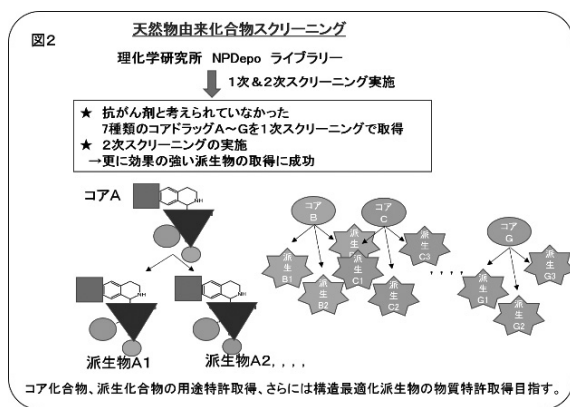 図2
天然物由来化合物スクリーニング
理化学研究所 NPDepo ライブラリー
1次＆2次スクリーニング実施
★ 抗がん剤と考えられていなかった
7種類のコアドラッグA～Gを1次スクリーニングで取得
★ 2次スクリーニングの実施
→更に効果の強い派生物の取得に成功
コアA
NH
コア
B
コア
C
コア
G
派生
B1
派生
B2
派
生
派生
C1
派生
C2
派生
C3
, , , , ,
派生
G1
派生
G2
派生
G3
NH
NH
派生物A1
派生物A2, , , ,
コア化合物、派生化合物の用途特許取得、さらには構造最適化派生物の物質特許取得目指す。